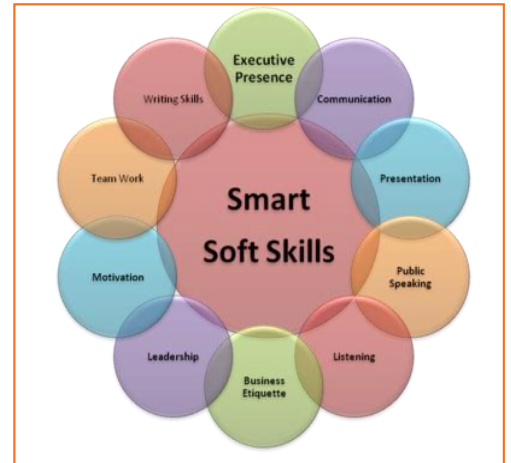 Smart
Soft Skills
Executive
Presence
Communication
Presentation
Public
Speaking
Listening
Business
Etiquette
Leadership
Motivation
Team Work
Writing Skills